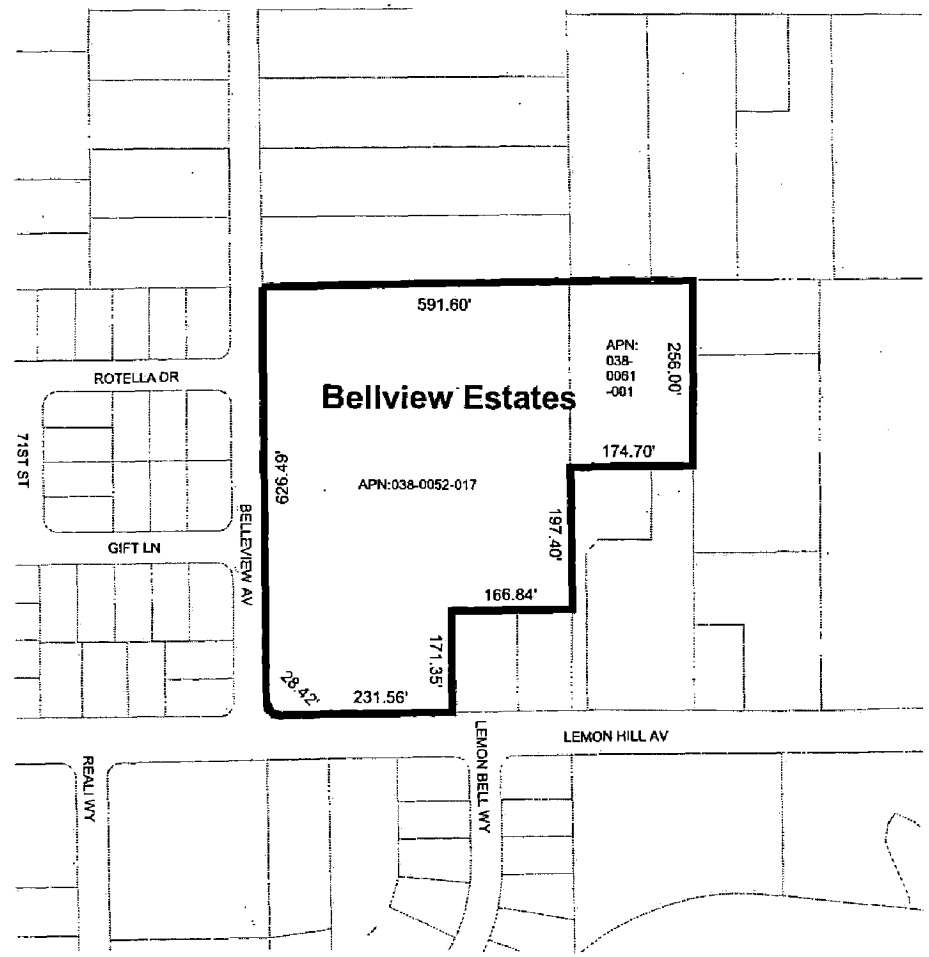 591.60'
APN:
038-
0061
-001
256.00'
ROTELLA DR
Bellview Estates
71ST ST
626.49'
174.70'
APN:038-0052-017
BELLEVIEW AV
197.40'
GIFT LN
166.84'
171.35'
28.42'
231.56'
LEMON HILL AV
LEMON BELL WY
REALI WY